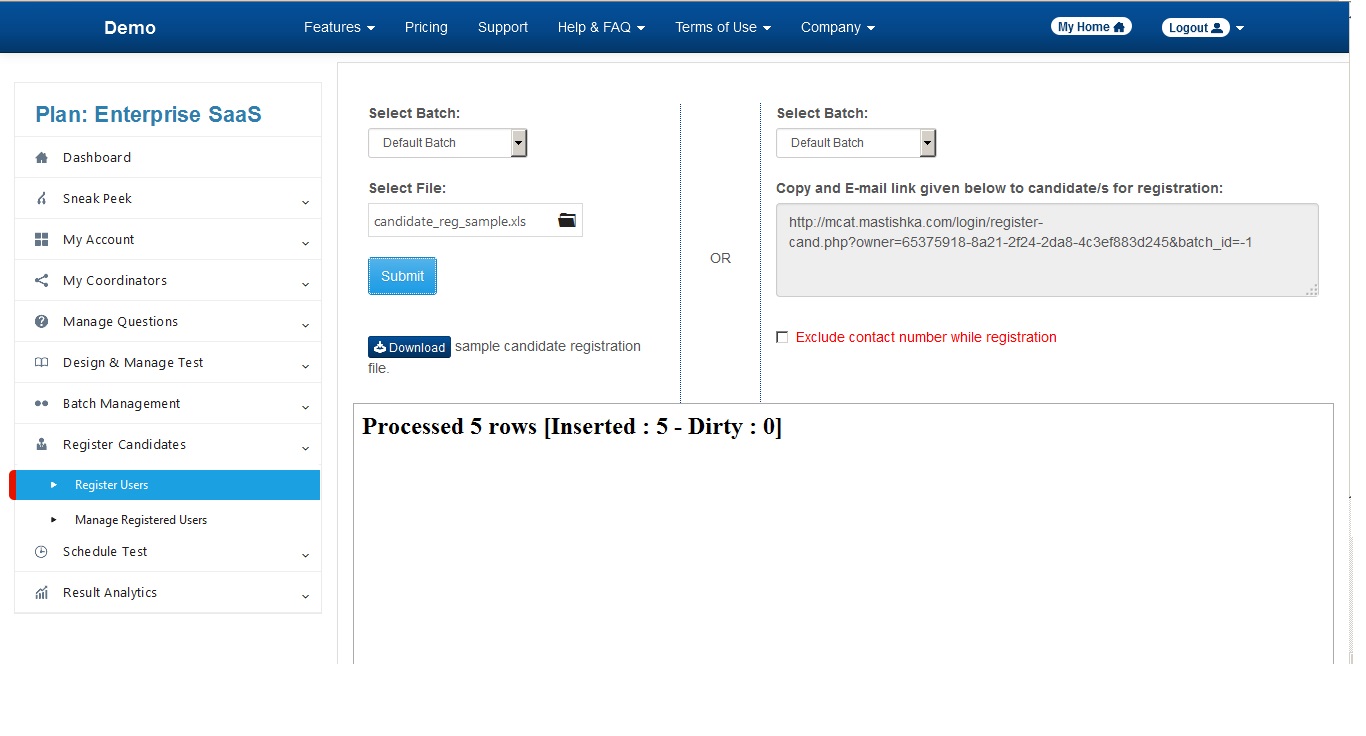 Demo
Features
Pricing
Support
Help & FAQ
Terms of Use
Company
My Home
Logout
Plan: Enterprise SaaS
Dashboard
Sneak Peek
My Account
My Coordinators
Manage Questions
Design & Manage Test
Batch Management
Register Candidates
Register Users
Manage Registered Users
Schedule Test
Result Analytics
Select Batch:
Default Batch
Select File:
candidate_reg_sample.xls
Submit
Download sample candidate registration
file.
OR
Select Batch:
Default Batch
Copy and E-mail link given below to candidate/s for registration:
http://mcat.mastishka.com/login/register-
cand.php?owner=65375918-8a21-2f24-2da8-4c3ef883d245&batch_id=-1
Exclude contact number while registration
Processed 5 rows [Inserted : 5 - Dirty : 0]